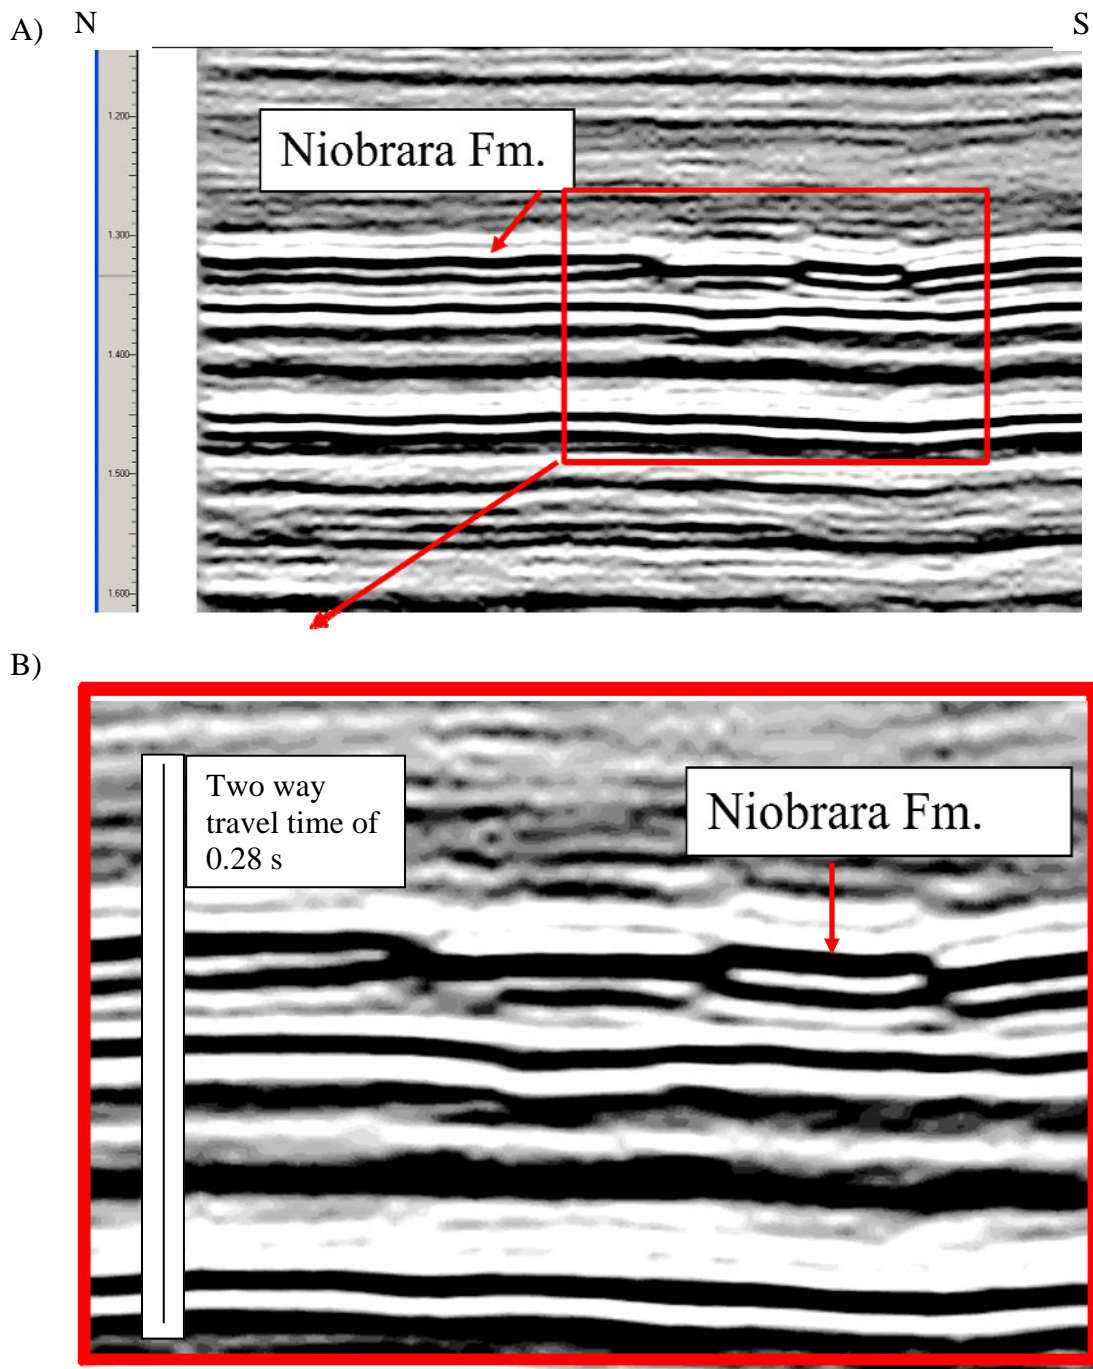 A)
N
S
1.200
Niobrara Fm.
1.300
1.400
1.500
1.600
B)
Two way
travel time of
0.28 s
Niobrara Fm.